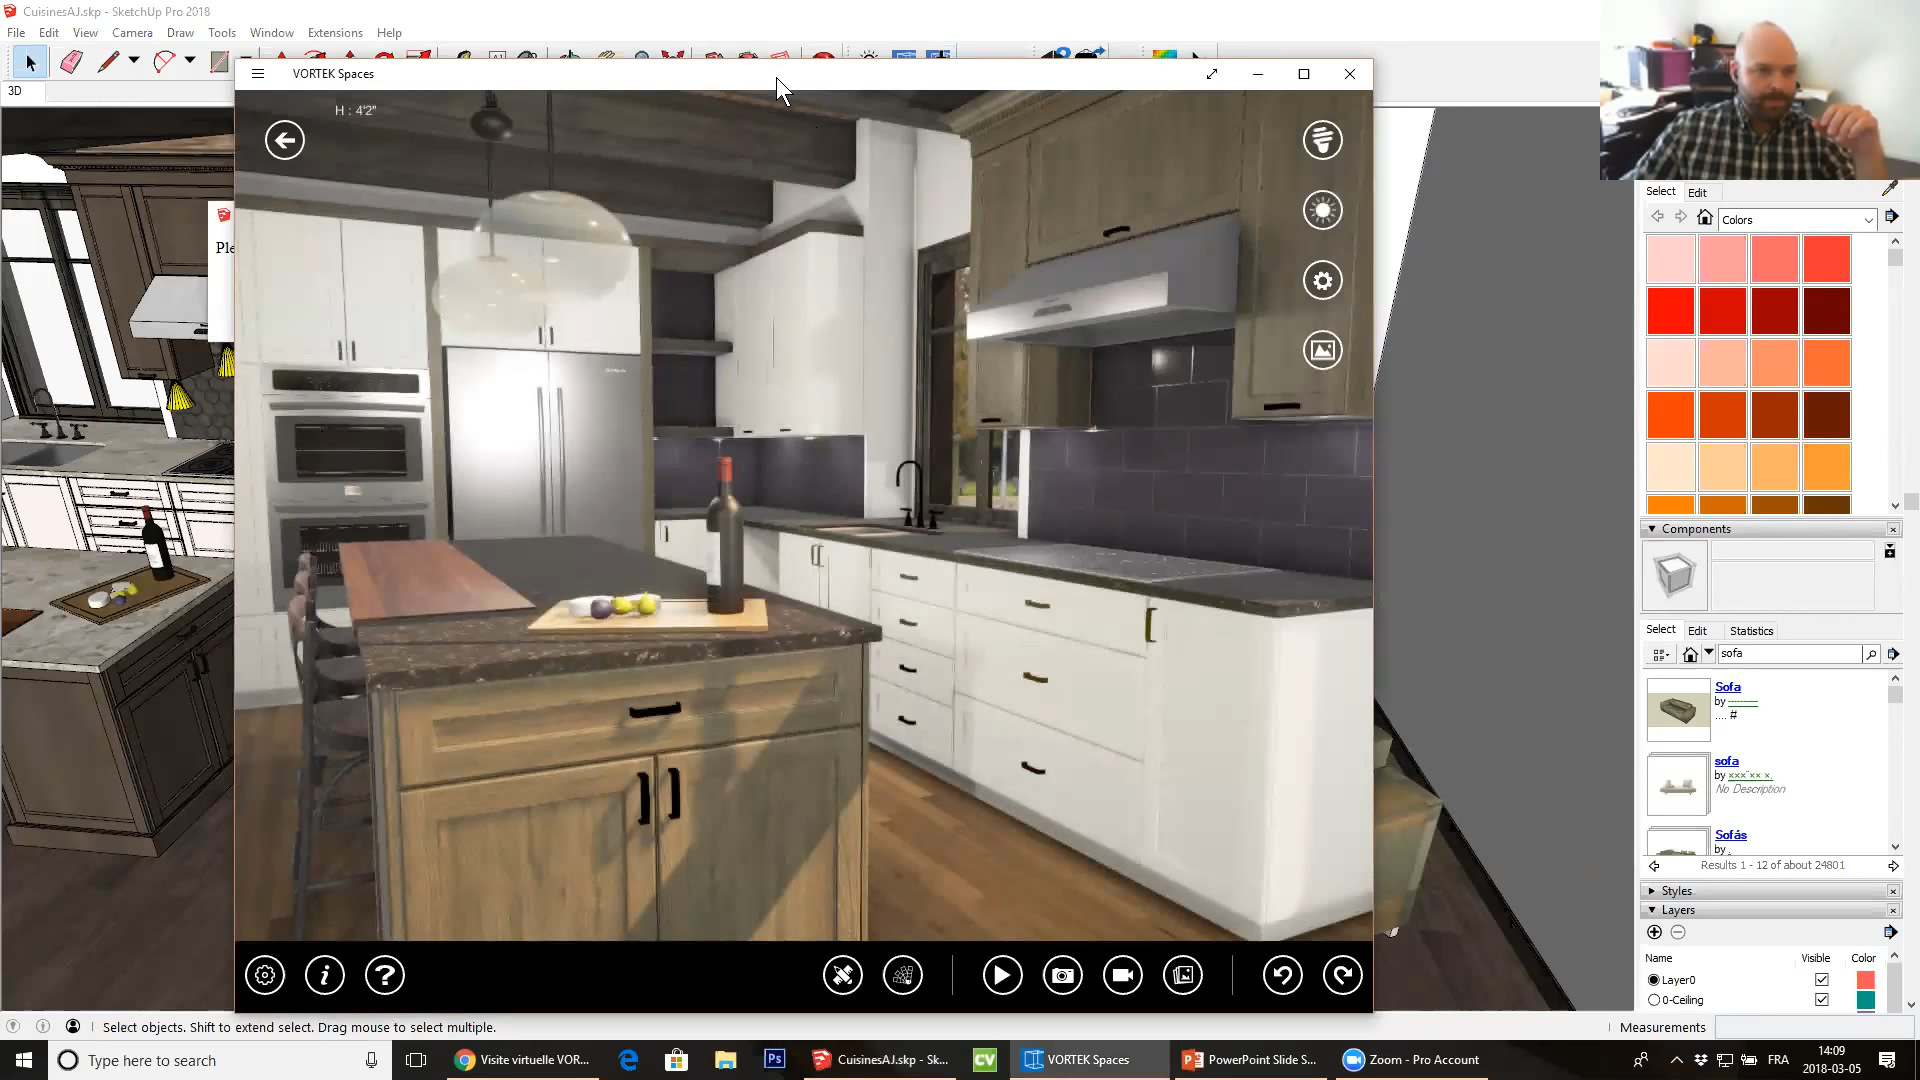 CuisinesAJ.skp - SketchUp Pro 2018
File Edit View Camera Draw Tools Window Extensions Help
3D
VORTEK Spaces
H : 4'2"
Ple
Select Edit
Colors
Components
Select Edit Statistics
sofa
Sofa
by ----------
.... #
sofa
No Description
Sofás
by
Results 1 - 12 of about 24801
Styles
Layers
Name Visible Color
Layer0
0-Ceiling
Select objects. Shift to extend select. Drag mouse to select multiple.
Measurements
Type here to search
Visite virtuelle VOR...
Ps
CuisinesAJ.skp - Sk...
CV
VORTEK Spaces
PowerPoint Slide S...
Zoom - Pro Account
FRA
14:09
2018-03-05